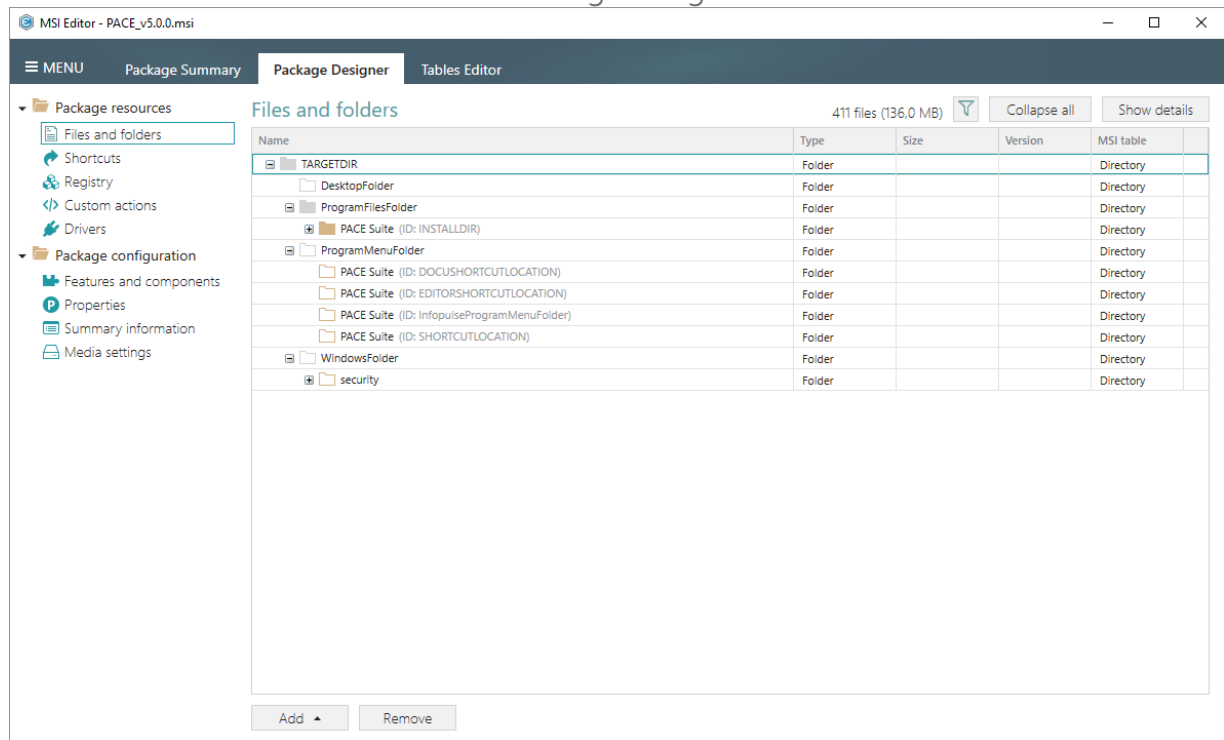 MSI Editor - PACE_v5.0.0.msi
MENU Package Summary Package Designer Tables Editor
Package resources
Files and folders
Shortcuts
Registry
Custom actions
Drivers
Package configuration
Features and components
Properties
Summary information
Media settings
Files and folders 411 files (136,0 MB) Collapse all Show details
Name Type Size Version MSI table
TARGETDIR Folder Directory
DesktopFolder Folder Directory
ProgramFilesFolder Folder Directory
PACE Suite (ID: INSTALLDIR) Folder Directory
ProgramMenuFolder Folder Directory
PACE Suite (ID: DOCUSHORTCUTLOCATION) Folder Directory
PACE Suite (ID: EDITORSHORTCUTLOCATION) Folder Directory
PACE Suite (ID: InfopulseProgramMenuFolder) Folder Directory
PACE Suite (ID: SHORTCUTLOCATION) Folder Directory
WindowsFolder Folder Directory
security Folder Directory
Add Remove